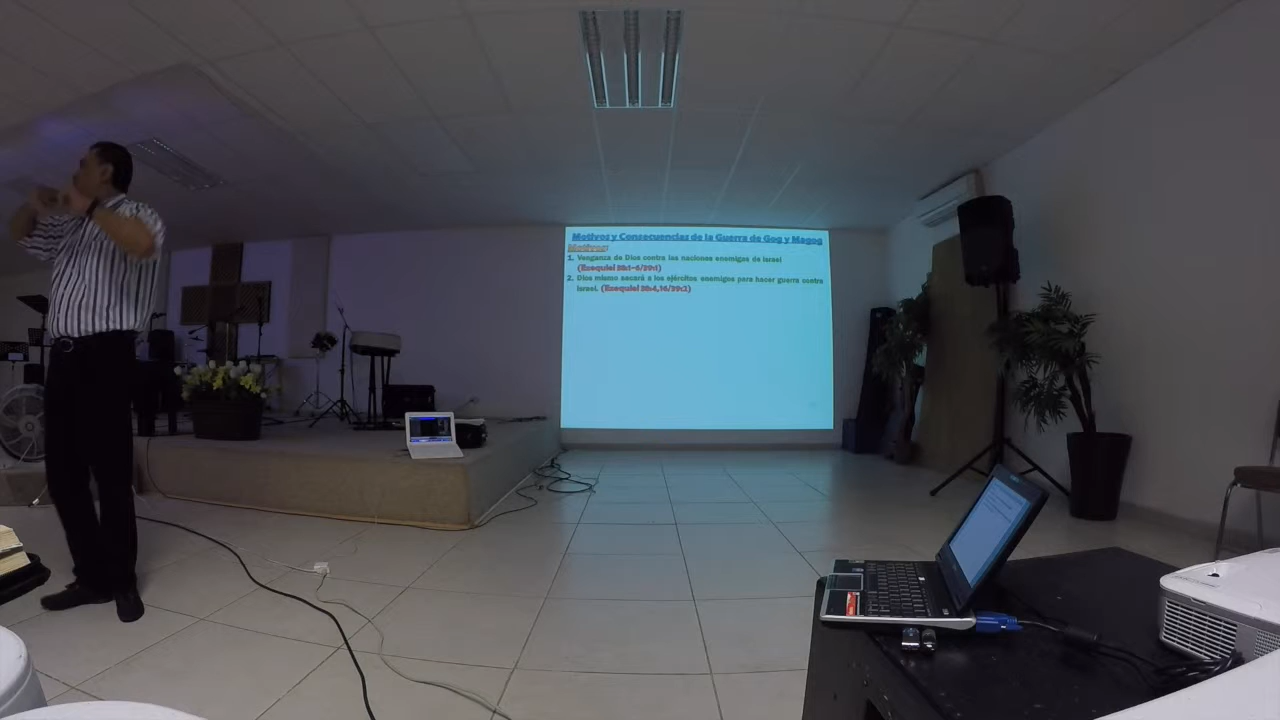 Motivos y Consecuencias de la Guerra de Gog y Magog
Motivos:
1. Venganza de Dios contra las naciones enemigas de Israel
(Ezequiel 38:1-6/39:1)
2. Dios mismo sacará a los ejércitos enemigos para hacer guerra contra
Israel. (Ezequiel 38:4,16/39:2)